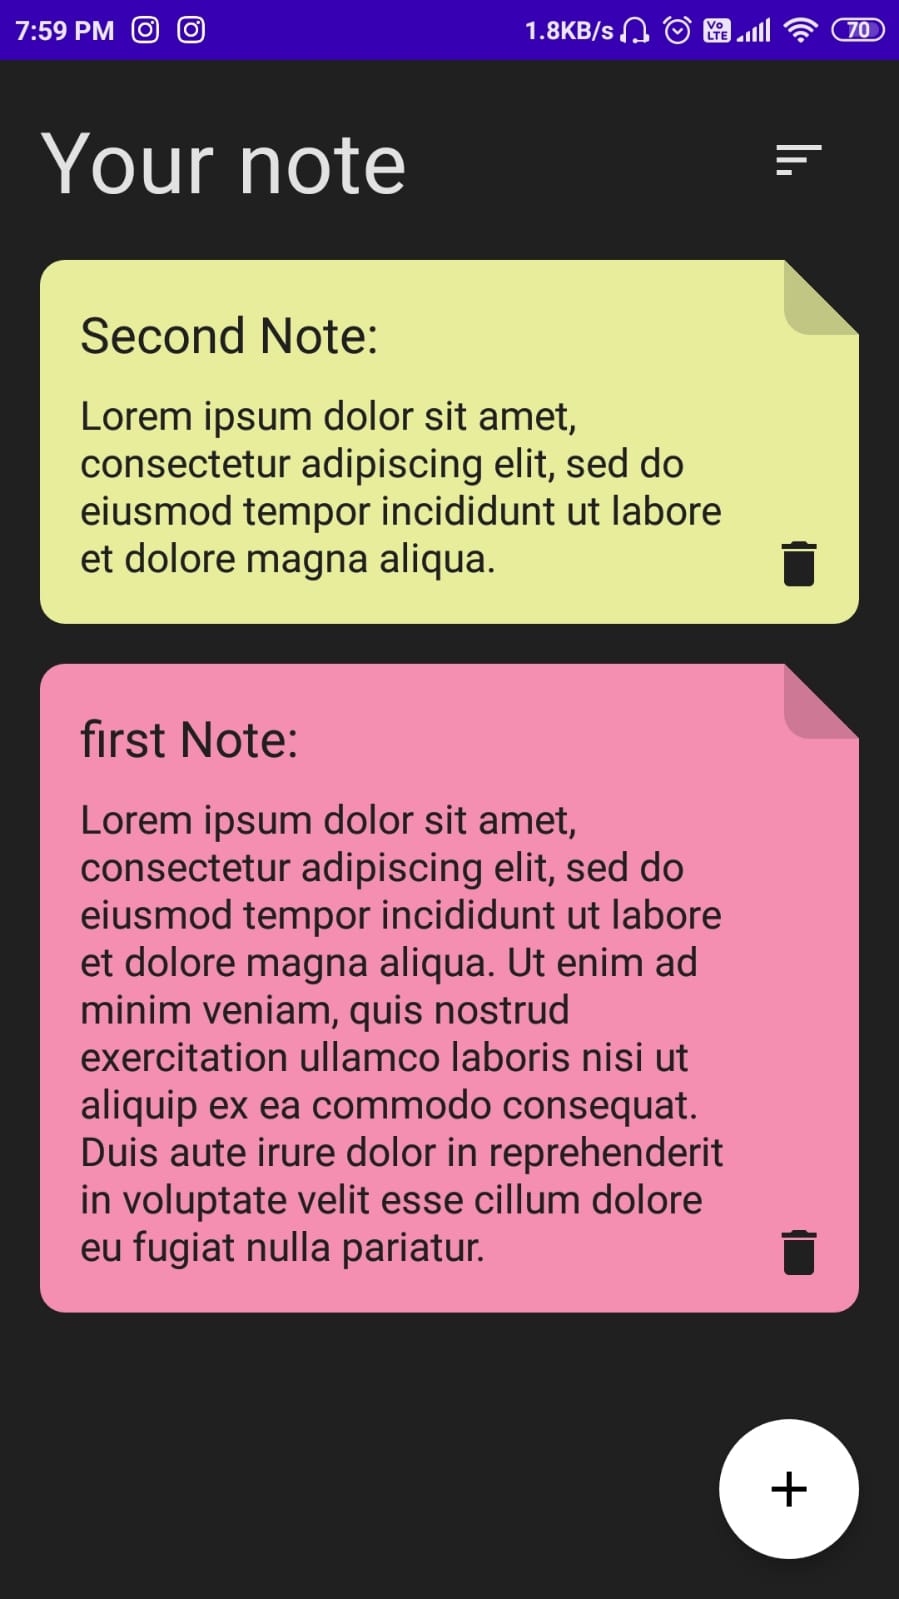 7:59 PM 1.8KB/s Vo LTE 70
Your note
Second Note:
Lorem ipsum dolor sit amet,
consectetur adipiscing elit, sed do
eiusmod tempor incididunt ut labore
et dolore magna aliqua.
first Note:
Lorem ipsum dolor sit amet,
consectetur adipiscing elit, sed do
eiusmod tempor incididunt ut labore
et dolore magna aliqua. Ut enim ad
minim veniam, quis nostrud
exercitation ullamco laboris nisi ut
aliquip ex ea commodo consequat.
Duis aute irure dolor in reprehenderit
in voluptate velit esse cillum dolore
eu fugiat nulla pariatur.